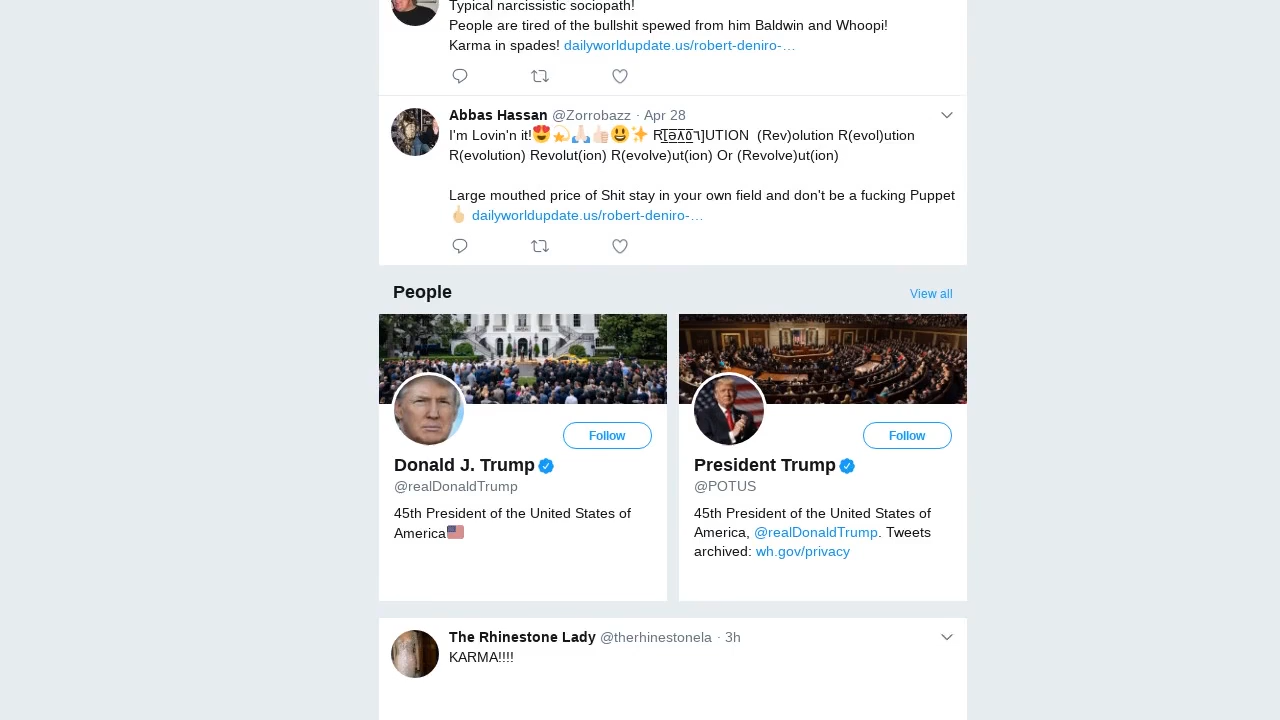 Typical narcissistic sociopath!
People are tired of the bullshit spewed from him Baldwin and Whoopi!
Karma in spades! dailyworldupdate.us/robert-deniro-…
Abbas Hassan @Zorrobazz · Apr 28
I'm Lovin'n it!😍💫🙏🏻👍🏻😃✨ (Rev)olution R(evol)ution
R(evolution) Revolut(ion) R(evolve)ut(ion) Or (Revolve)ut(ion)
Large mouthed price of Shit stay in your own field and don't be a fucking Puppet
🖕🏼 dailyworldupdate.us/robert-deniro-…
People
View all
Follow
Donald J. Trump
@realDonaldTrump
45th President of the United States of
America🇺🇸
Follow
President Trump
@POTUS
45th President of the United States of
America, @realDonaldTrump. Tweets
archived: wh.gov/privacy
The Rhinestone Lady @therhinestonela · 3h
KARMA!!!!